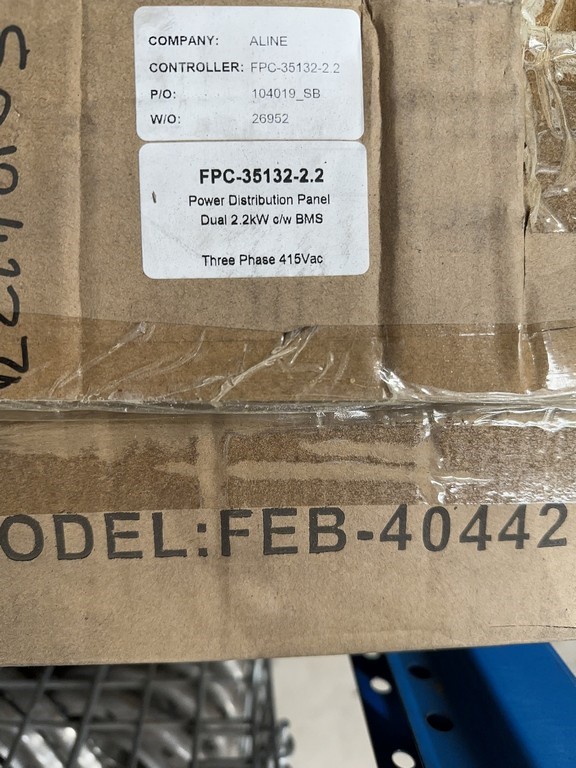 COMPANY: ALINE
CONTROLLER: FPC-35132-2.2
P/O: 104019_SB
W/O: 26952
FPC-35132-2.2
Power Distribution Panel
Dual 2.2kW c/w BMS
Three Phase 415Vac
ODEL:FEB-40442